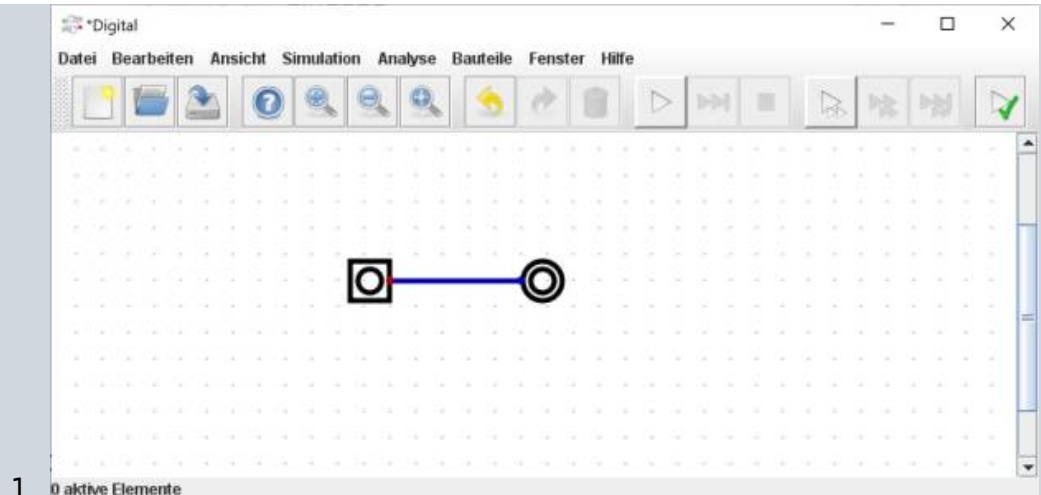 *Digital
Datei Bearbeiten Ansicht Simulation Analyse Bauteile Fenster Hilfe
1
0 aktive Elemente